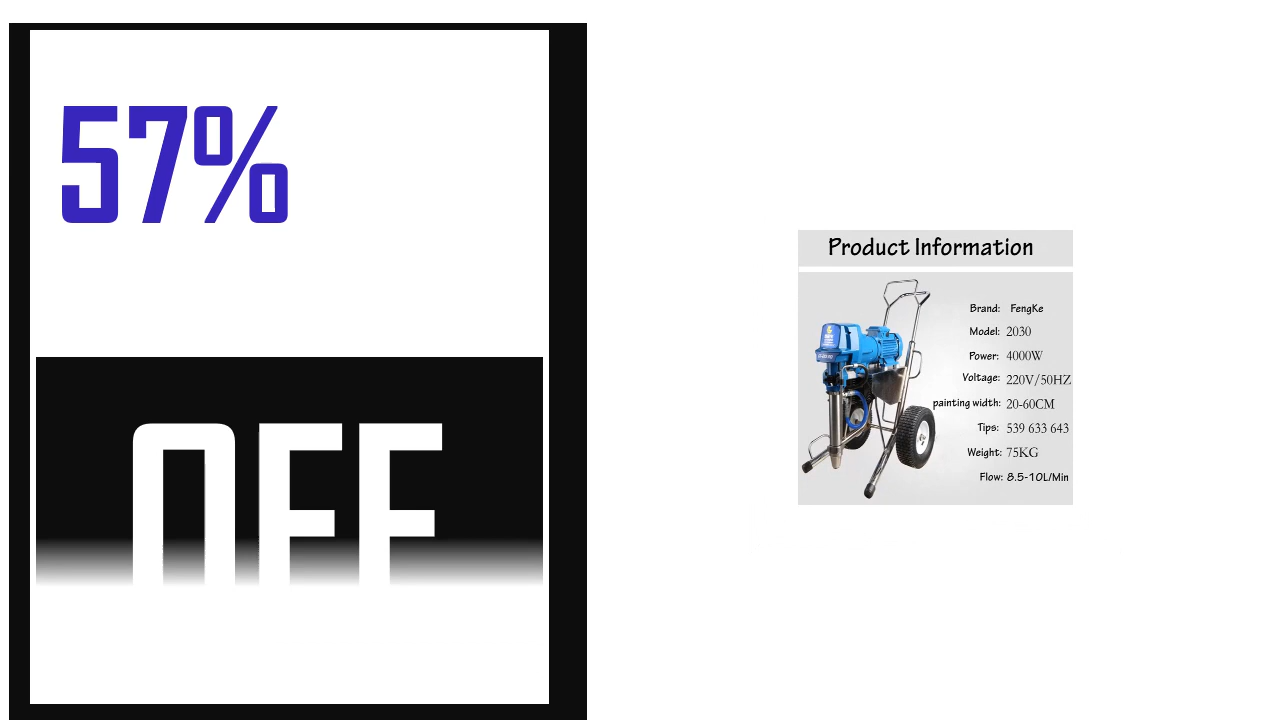 57%
OFF
Product Information
Brand: FengKe
Model: 2030
Power: 4000W
Voltage: 220V/50HZ
painting width: 20-60CM
Tips: 539 633 643
Weight: 75KG
Flow: 8.5-10L/Min